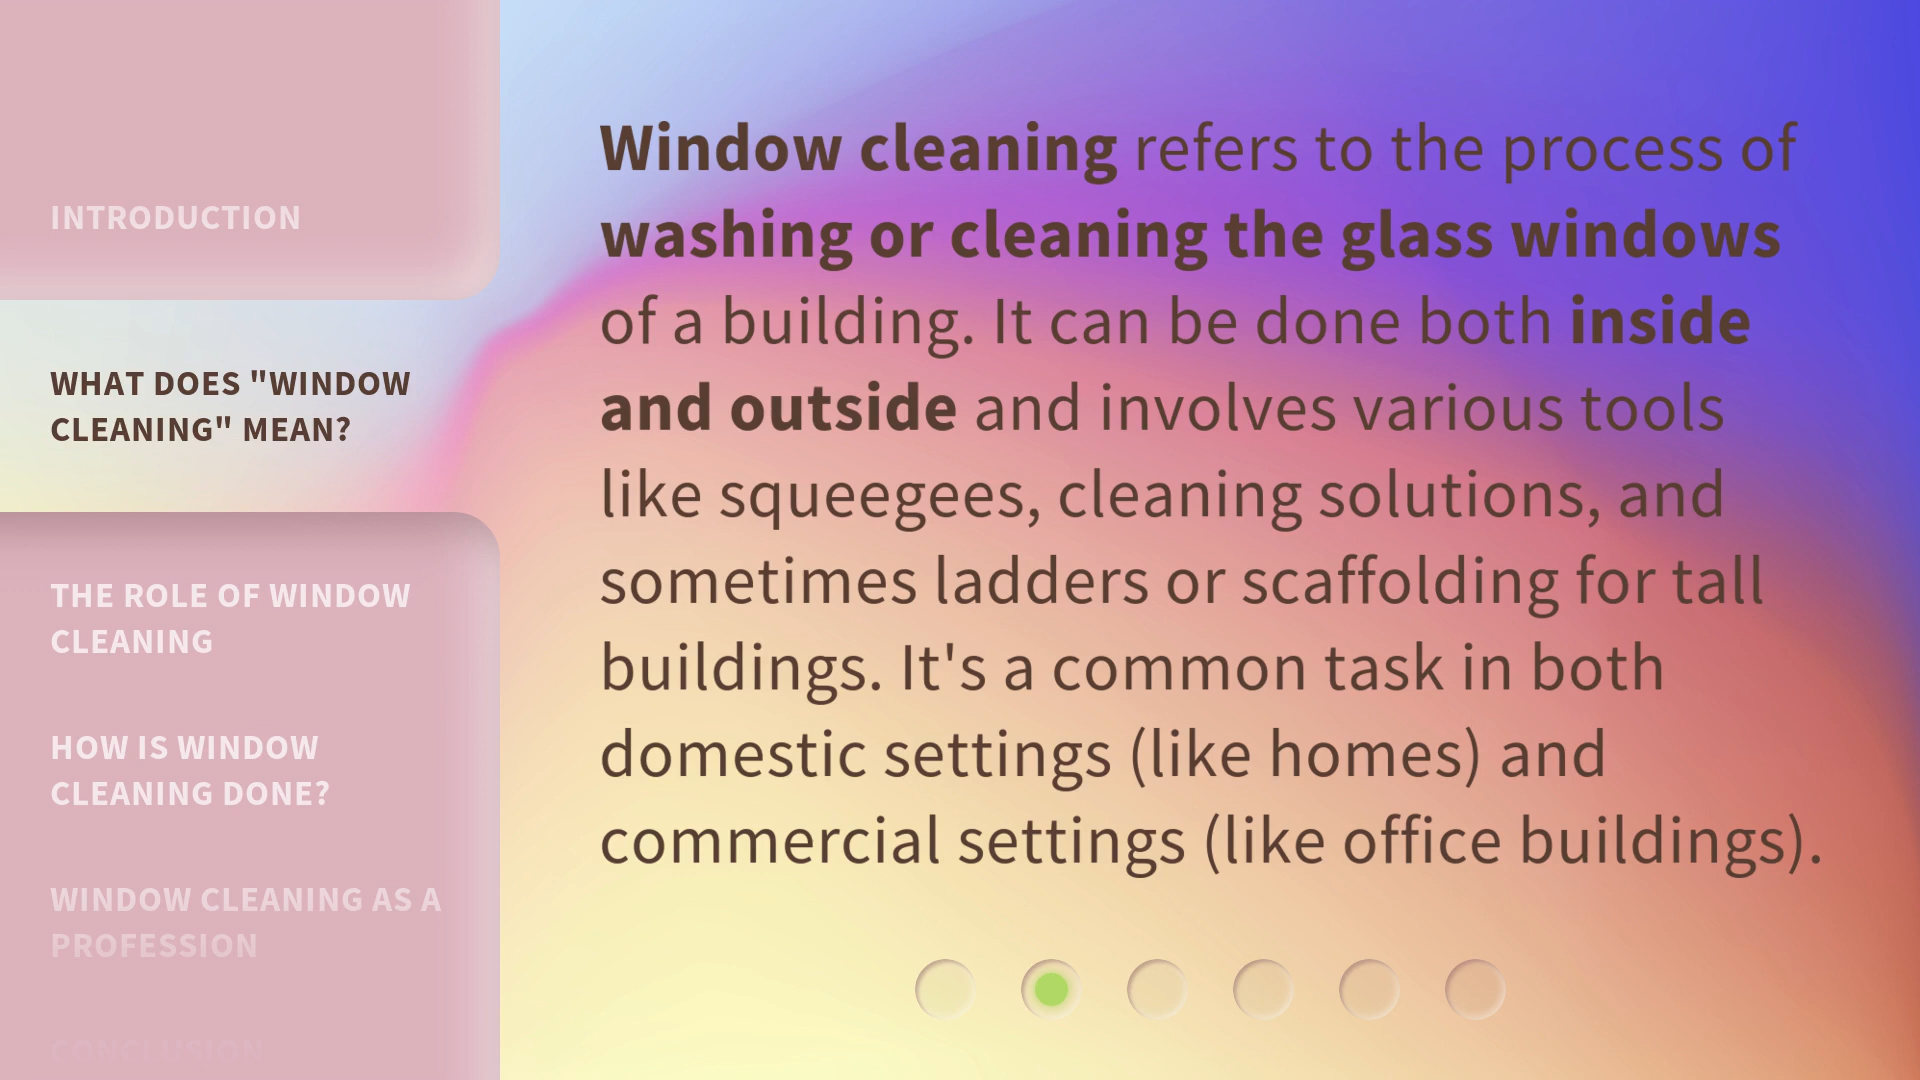 INTRODUCTION
WHAT DOES "WINDOW
CLEANING" MEAN?
THE ROLE OF WINDOW
CLEANING
HOW IS WINDOW
CLEANING DONE?
WINDOW CLEANING AS A
PROFESSION
CONCLUSION
Window cleaning refers to the process of
washing or cleaning the glass windows
of a building. It can be done both inside
and outside and involves various tools
like squeegees, cleaning solutions, and
sometimes ladders or scaffolding for tall
buildings. It's a common task in both
domestic settings (like homes) and
commercial settings (like office buildings).